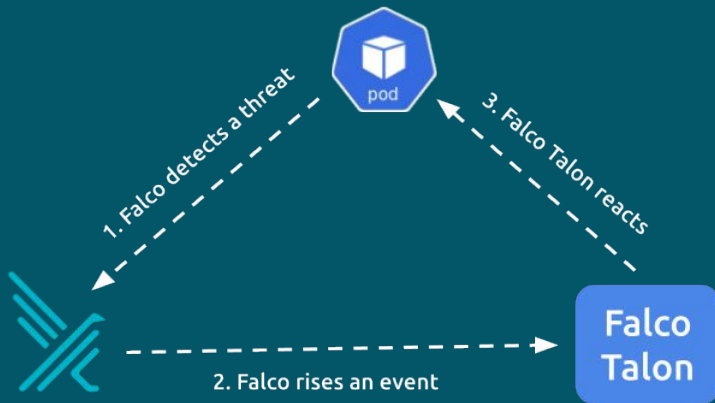 pod
1. Falco detects a threat
3. Falco Talon reacts
2. Falco rises an event
Falco
Talon